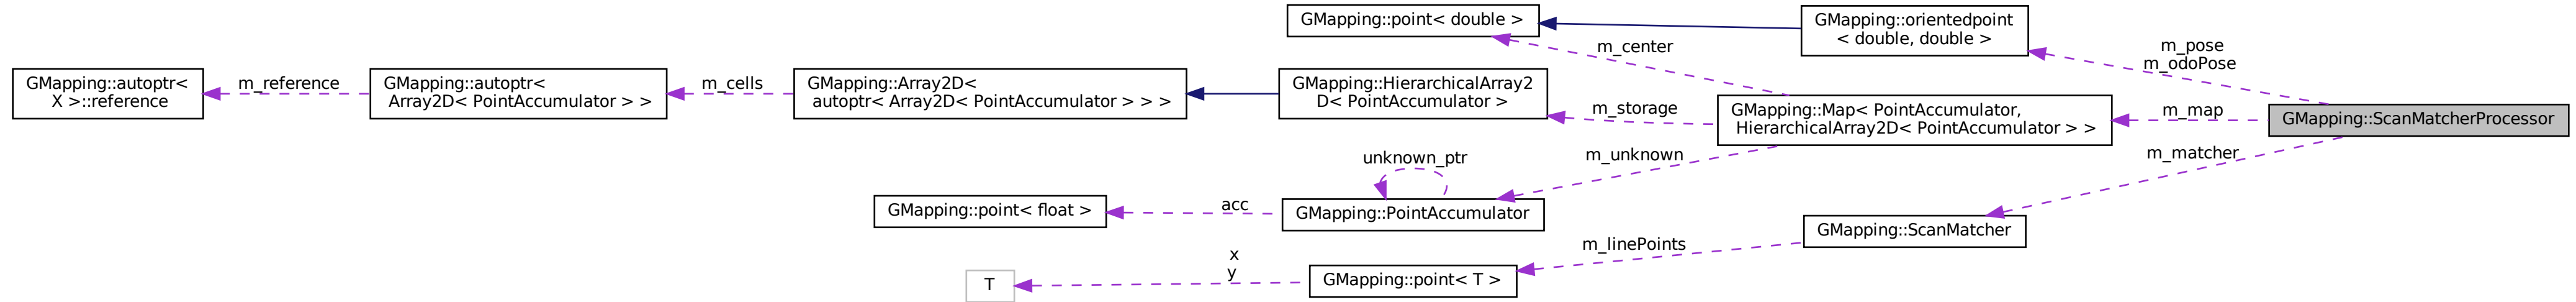 GMapping::point< double >
GMapping::orientedpoint
< double, double >
m_center
m_pose
m_odoPose
GMapping::autoptr<
X >::reference
m_reference
GMapping::autoptr<
Array2D< PointAccumulator > >
m_cells
GMapping::Array2D<
autoptr< Array2D< PointAccumulator > > >
GMapping::HierarchicalArray2
D< PointAccumulator >
m_storage
GMapping::Map< PointAccumulator,
HierarchicalArray2D< PointAccumulator > >
m_map
GMapping::ScanMatcherProcessor
m_unknown
m_matcher
unknown_ptr
GMapping::point< float >
acc
GMapping::PointAccumulator
GMapping::ScanMatcher
m_linePoints
x
y
T
GMapping::point< T >